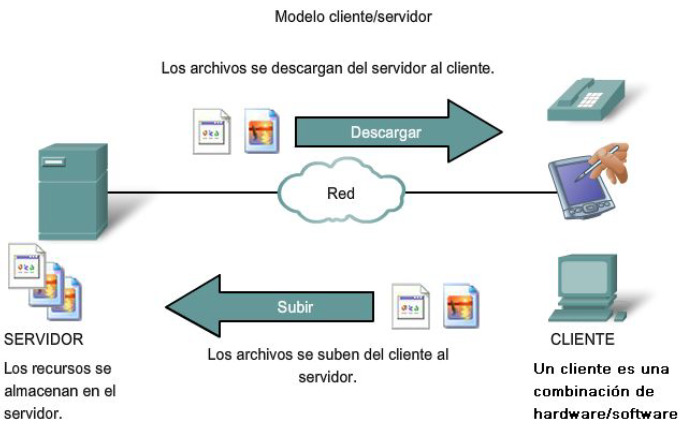 Modelo cliente/servidor
Los archivos se descargan del servidor al cliente.
Descargar
Red
Subir
SERVIDOR
Los recursos se
almacenan en el
servidor.
Los archivos se suben del cliente al
servidor.
CLIENTE
Un cliente es una
combinación de
hardware/software